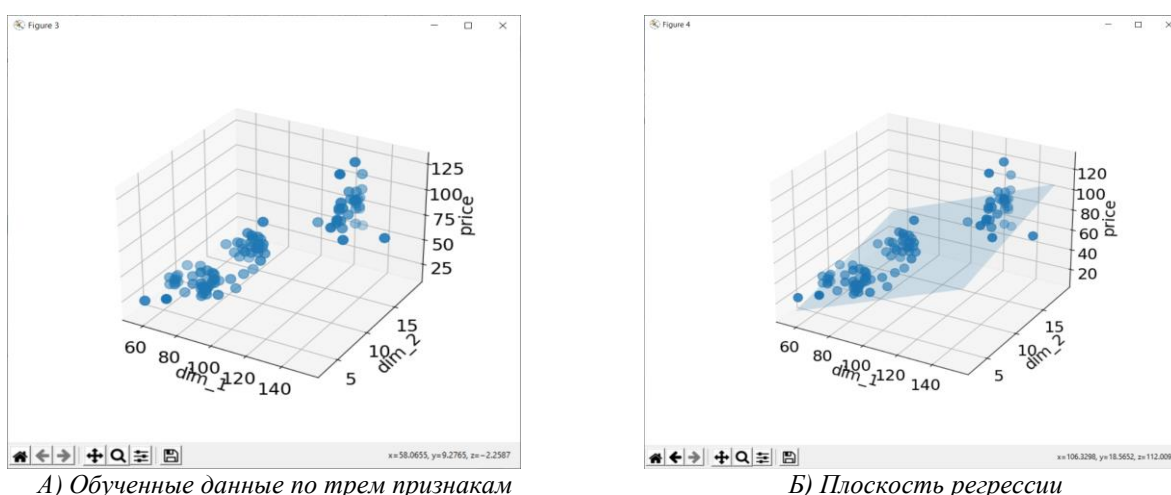 Figure 3
125
100
75
50
25
price
15
10
5
dim_2
60
80
100
120
140
dim_1
x=58.0655, y=9.2765, z=−2.2587
А) Обученные данные по трем признакам
Figure 4
120
100
80
60
40
20
price
15
10
5
dim_2
60
80
100
120
140
dim_1
x=106.3298, y=18.5652, z=112.009
Б) Плоскость регрессии